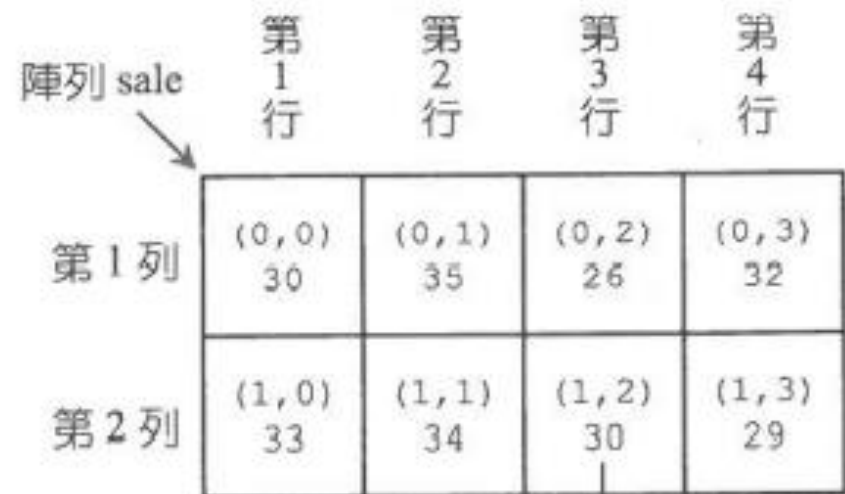 第1行 第2行 第3行 第4行
陣列 sale
第1列 (0,0) (0,1) (0,2) (0,3)
30 35 26 32
第2列 (1,0) (1,1) (1,2) (1,3)
33 34 30 29